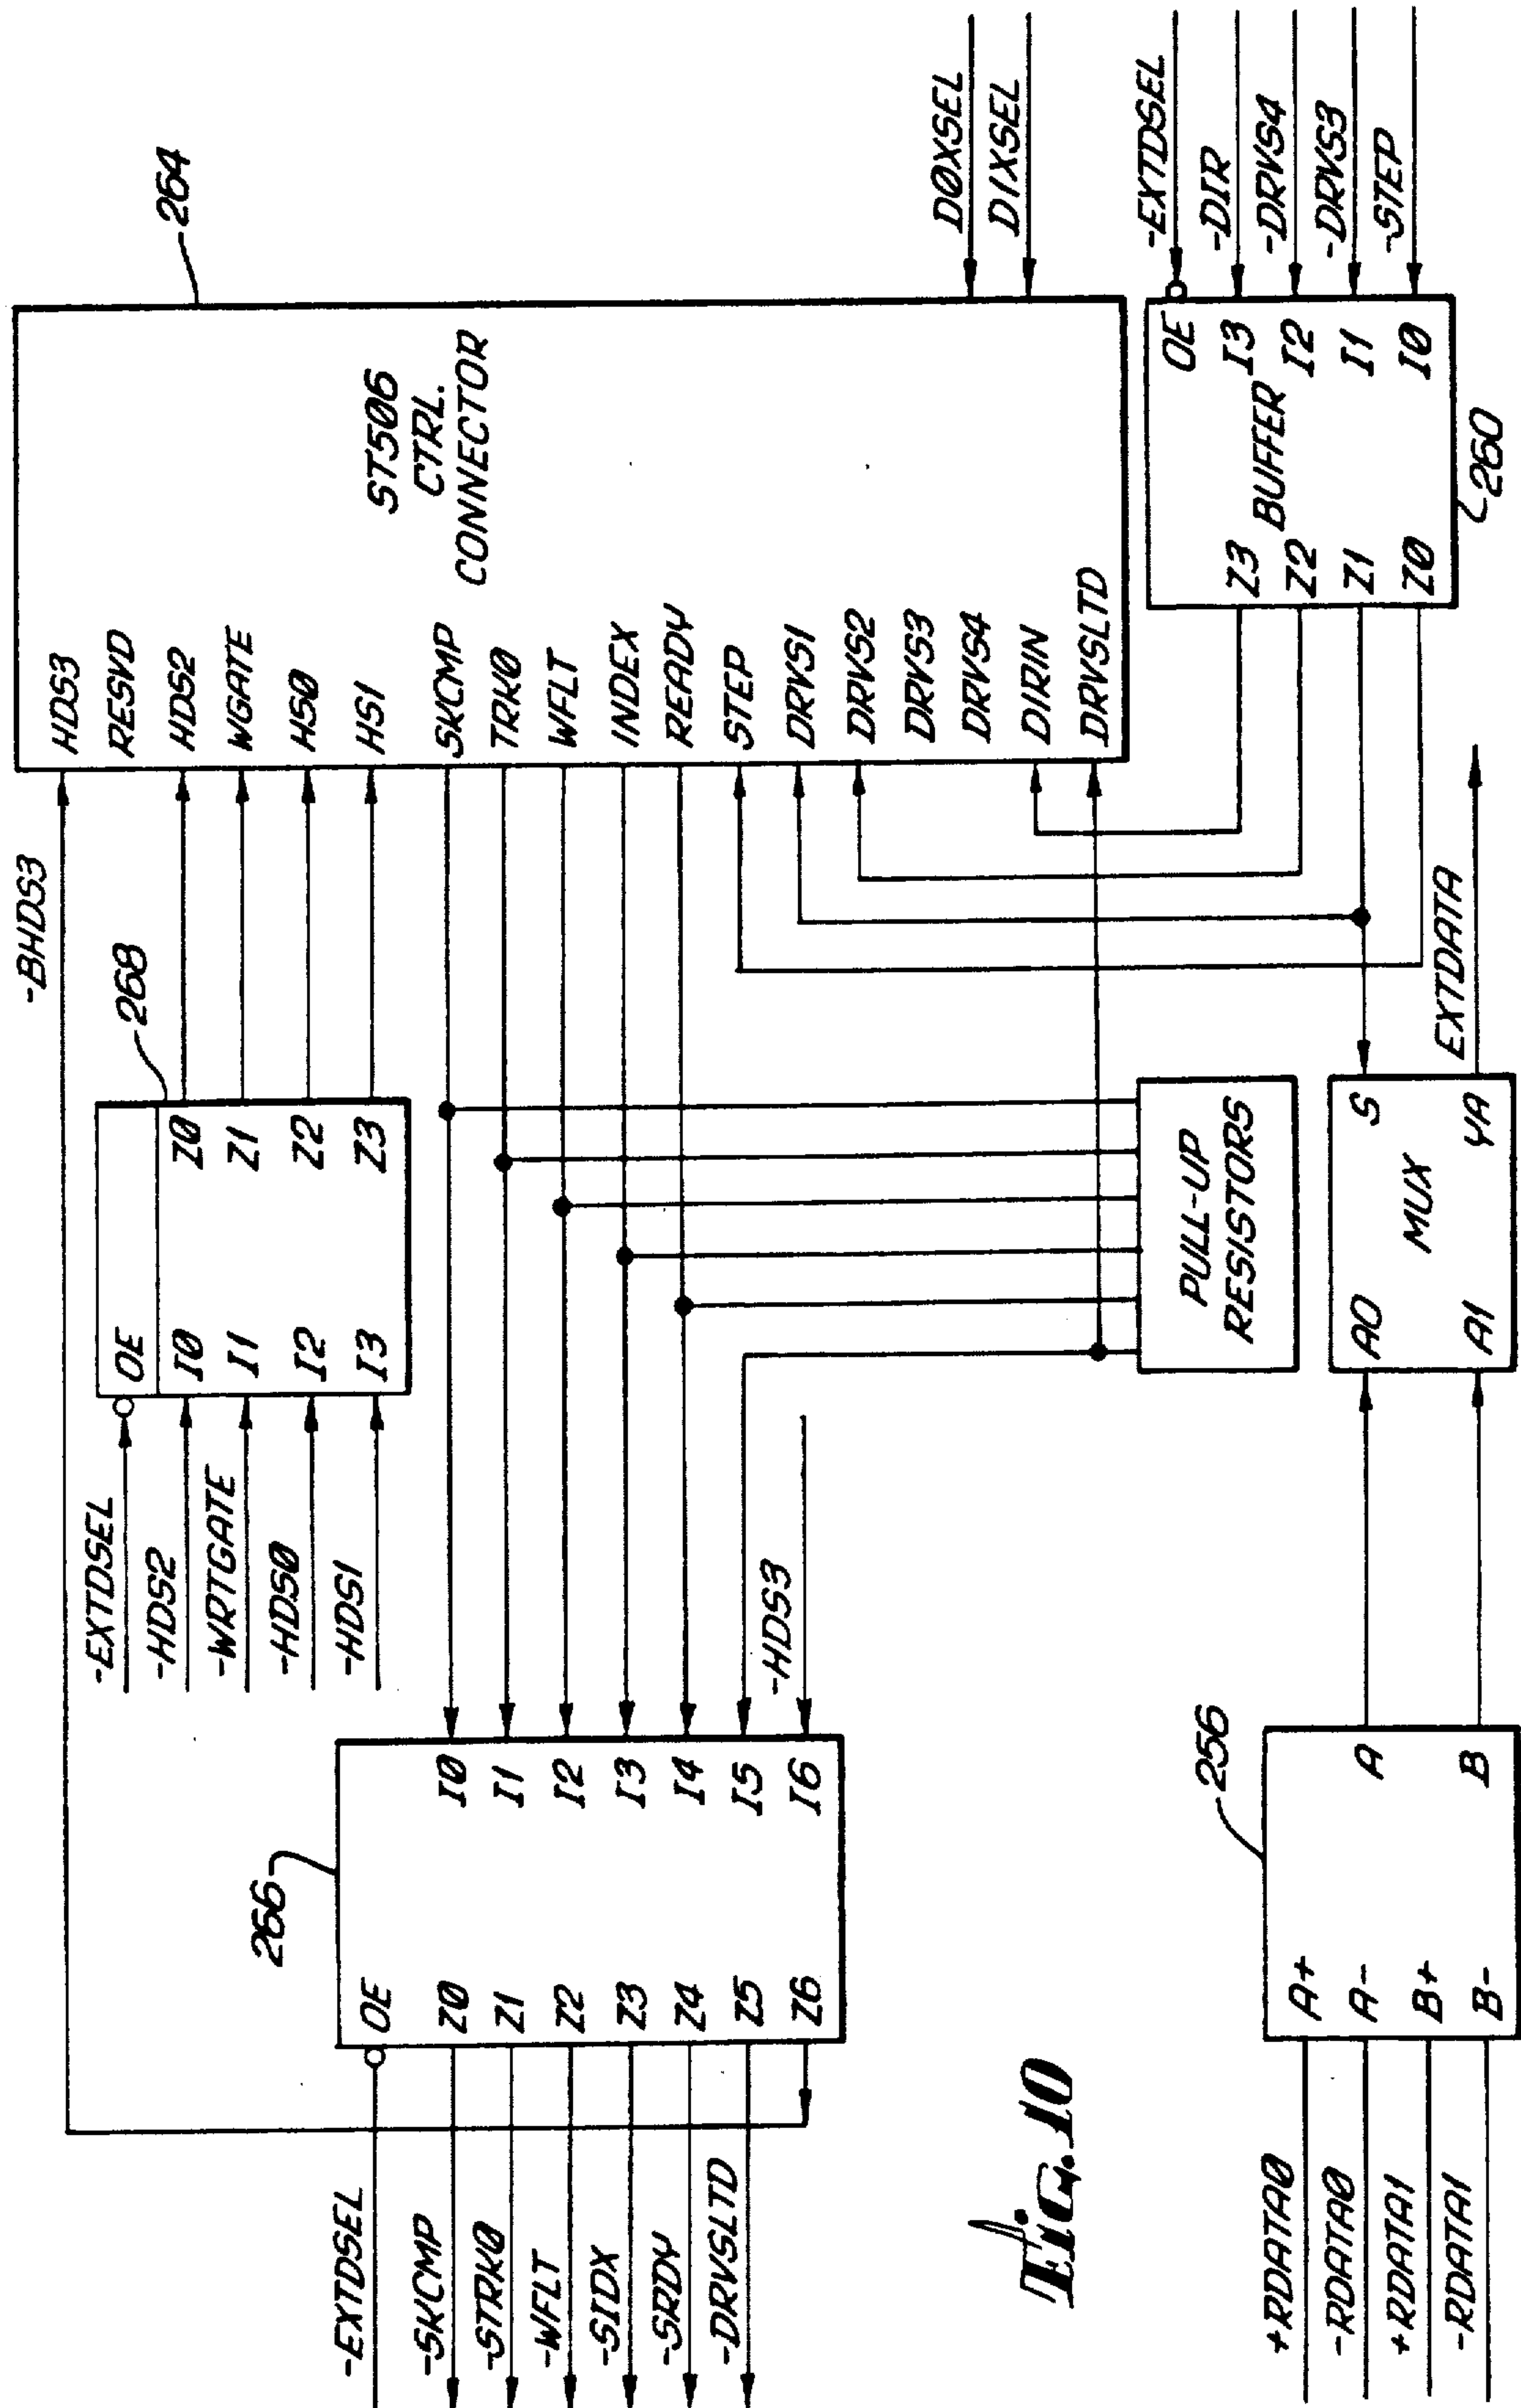 -BHDS3
HDS3
RESVD
HDS2
WGATE
HS0
HS1
SKCMP
TRK0
WFLT
INDEX
READY
STEP
DRVS1
DRVS2
DRVS3
DRVS4
DIRIN
DRVSLTD
ST506
CTRL.
CONNECTOR
264
DØXSEL
DIXSEL
268
-EXTDSEL
-HDS2
-WRTGATE
-HDSØ
-HDS1
OE
IØ
I1
I2
I3
ZØ
Z1
Z2
Z3
266
-EXTDSEL
-SKCMP
-STRKØ
-WFLT
-SIDX
-SRDY
-DRVSLTD
OE
ZØ
Z1
Z2
Z3
Z4
Z5
Z6
IØ
I1
I2
I3
I4
I5
I6
-HDS3
PULL-UP
RESISTORS
-EXTDSEL
-DIR
-DRVS4
-DRVS3
-STEP
OE
I3
I2
I1
IØ
BUFFER
Z3
Z2
Z1
ZØ
260
256
+RDATAØ
-RDATAØ
+RDATA1
-RDATA1
A+
A-
B+
B-
A
B
AO
A1
MUX
S
YA
EXTDATA
Fig. 10